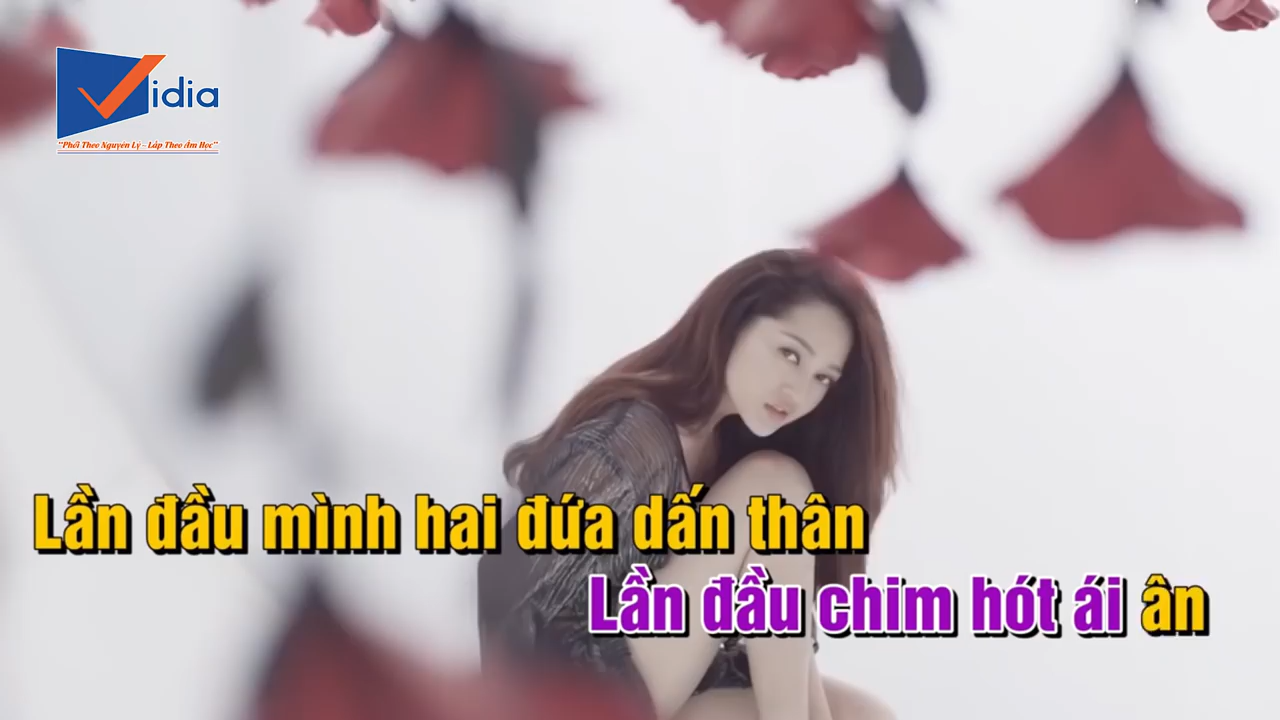 Vidia
"Phối Theo Nguyên Lý - Lắp Theo Âm Học"
Lần đầu mình hai đứa dấn thân
Lần đầu chim hót ái ân